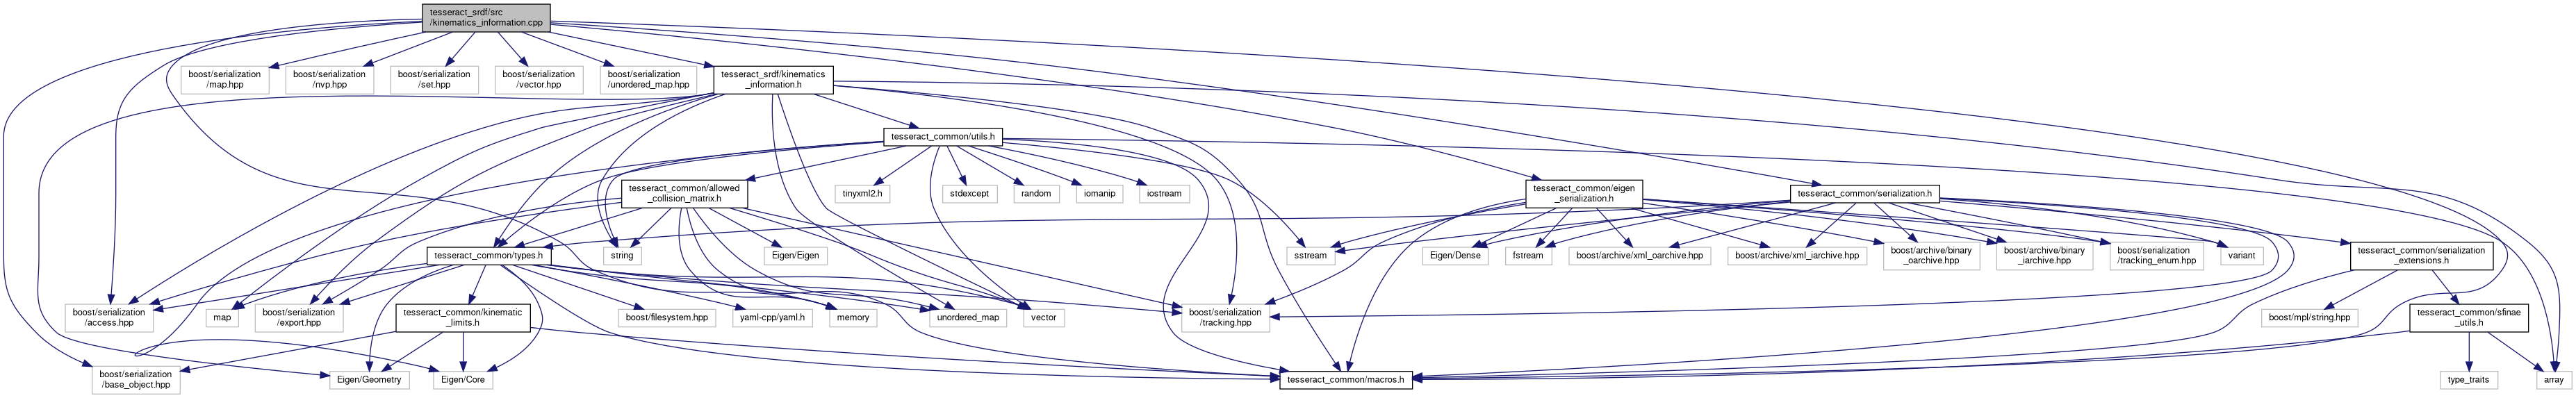 tesseract_srdf/src
/kinematics_information.cpp
boost/serialization
/map.hpp
boost/serialization
/nvp.hpp
boost/serialization
/set.hpp
boost/serialization
/vector.hpp
boost/serialization
/unordered_map.hpp
tesseract_srdf/kinematics
_information.h
tesseract_common/utils.h
tesseract_common/allowed
_collision_matrix.h
tinyxml2.h
stdexcept
random
iomanip
iostream
tesseract_common/eigen
_serialization.h
tesseract_common/serialization.h
tesseract_common/types.h
string
Eigen/Eigen
sstream
Eigen/Dense
fstream
boost/archive/xml_oarchive.hpp
boost/archive/xml_iarchive.hpp
boost/archive/binary
_oarchive.hpp
boost/archive/binary
_iarchive.hpp
boost/serialization
/tracking_enum.hpp
variant
tesseract_common/serialization
_extensions.h
boost/serialization
/access.hpp
map
boost/serialization
/export.hpp
tesseract_common/kinematic
_limits.h
boost/filesystem.hpp
yaml-cpp/yaml.h
memory
unordered_map
vector
boost/serialization
/tracking.hpp
boost/mpl/string.hpp
tesseract_common/sfinae
_utils.h
boost/serialization
/base_object.hpp
Eigen/Geometry
Eigen/Core
tesseract_common/macros.h
type_traits
array